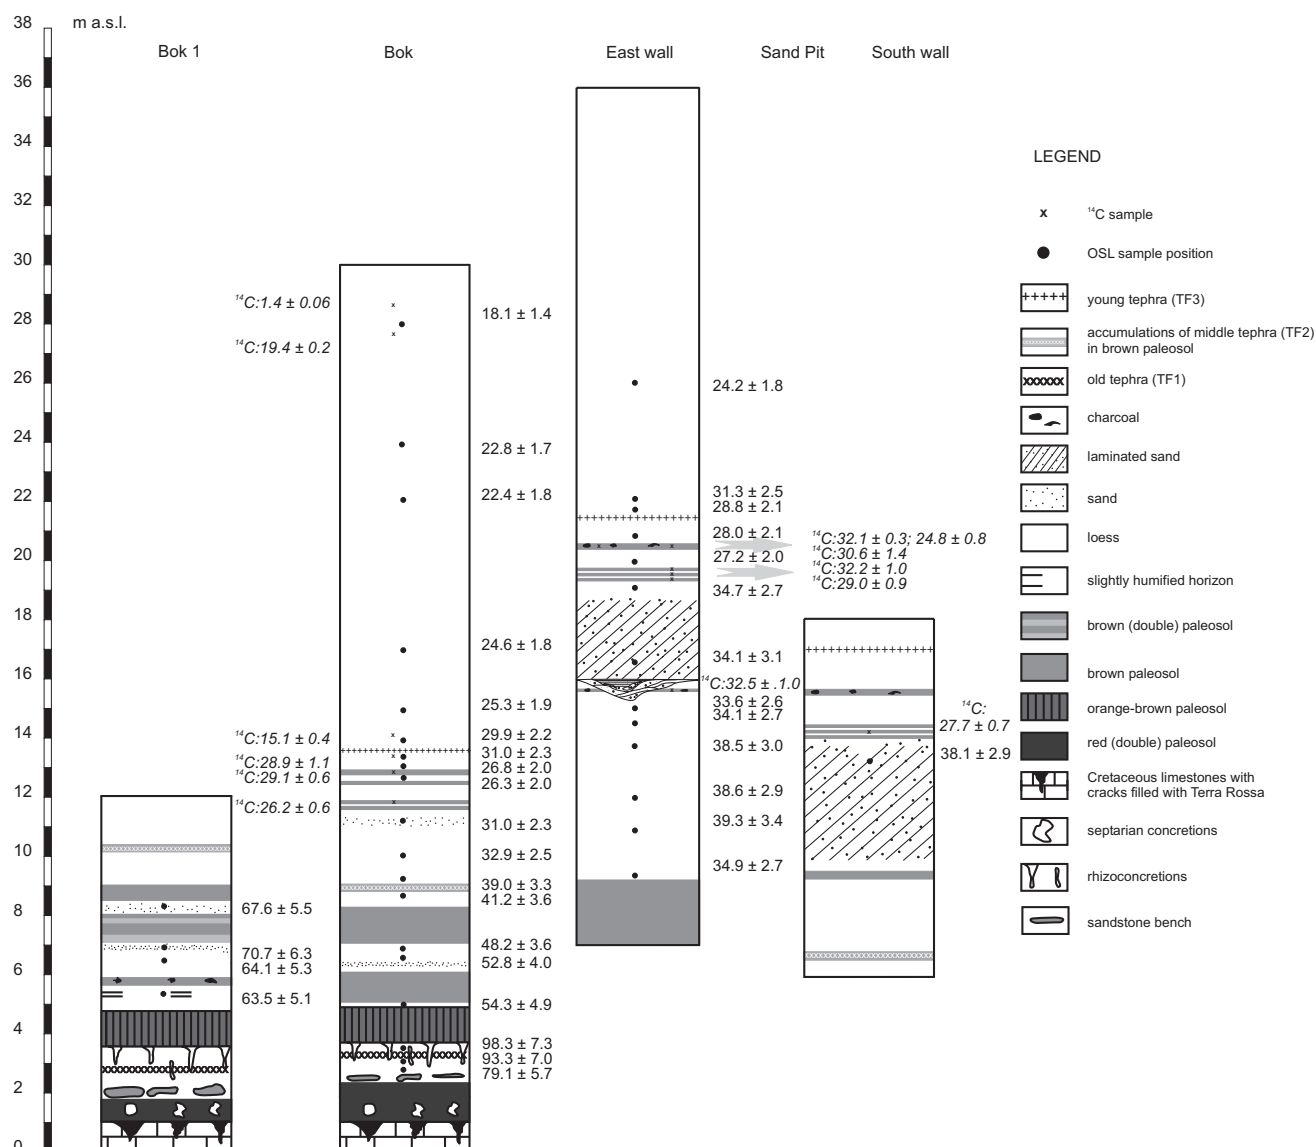 38 m a.s.l.
36
34
32
30
28
26
24
22
20
18
16
14
12
10
8
6
4
2
0
Bok 1
67.6 ± 5.5
70.7 ± 6.3
64.1 ± 5.3
63.5 ± 5.1
Bok
14C:1.4 ± 0.06
14C:19.4 ± 0.2
14C:15.1 ± 0.4
14C:28.9 ± 1.1
14C:29.1 ± 0.6
14C:26.2 ± 0.6
18.1 ± 1.4
22.8 ± 1.7
22.4 ± 1.8
24.6 ± 1.8
25.3 ± 1.9
29.9 ± 2.2
31.0 ± 2.3
26.8 ± 2.0
26.3 ± 2.0
31.0 ± 2.3
32.9 ± 2.5
39.0 ± 3.3
41.2 ± 3.6
48.2 ± 3.6
52.8 ± 4.0
54.3 ± 4.9
98.3 ± 7.3
93.3 ± 7.0
79.1 ± 5.7
East wall
Sand Pit
South wall
24.2 ± 1.8
31.3 ± 2.5
28.8 ± 2.1
28.0 ± 2.1
27.2 ± 2.0
34.7 ± 2.7
34.1 ± 3.1
14C:32.5 ± .1.0
33.6 ± 2.6
34.1 ± 2.7
38.5 ± 3.0
38.6 ± 2.9
39.3 ± 3.4
34.9 ± 2.7
14C:32.1 ± 0.3; 24.8 ± 0.8
14C:30.6 ± 1.4
14C:32.2 ± 1.0
14C:29.0 ± 0.9
14C:
27.7 ± 0.7
38.1 ± 2.9
LEGEND
x 14C sample
OSL sample position
young tephra (TF3)
accumulations of middle tephra (TF2)
in brown paleosol
old tephra (TF1)
charcoal
laminated sand
sand
loess
slightly humified horizon
brown (double) paleosol
brown paleosol
orange-brown paleosol
red (double) paleosol
Cretaceous limestones with
cracks filled with Terra Rossa
septarian concretions
rhizoconcretions
sandstone bench